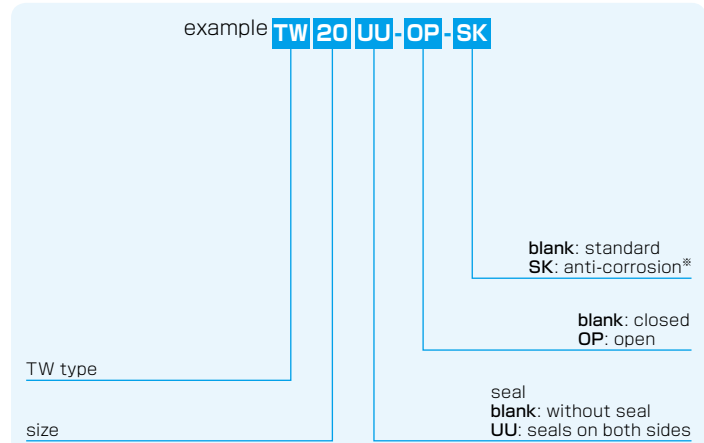 example TW 20 UU - OP - SK
blank: standard
SK: anti-corrosion※
blank: closed
OP: open
TW type
seal
blank: without seal
size
UU: seals on both sides